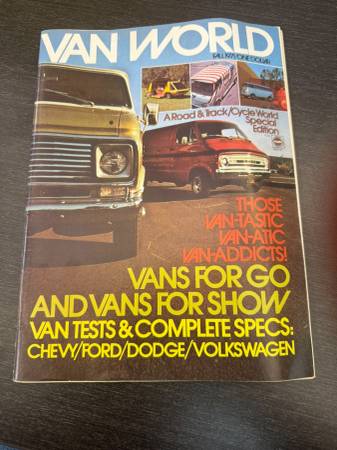 VAN WORLD
FALL 1975/ONE DOLLAR
A Road & Track/Cycle World
Special
Edition
THOSE
VAN-TASTIC
VAN-ATIC
VAN-ADDICTS!
VANS FOR GO
AND VANS FOR SHOW
VAN TESTS & COMPLETE SPECS:
CHEVY/FORD/DODGE/VOLKSWAGEN